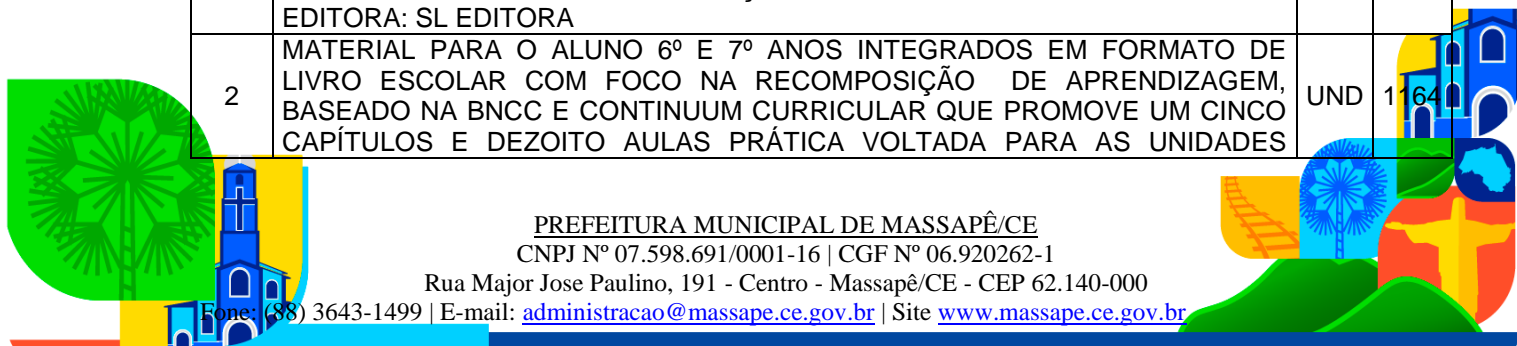 EDITORA: SL EDITORA
MATERIAL PARA O ALUNO 6º E 7º ANOS INTEGRADOS EM FORMATO DE
LIVRO ESCOLAR COM FOCO NA RECOMPOSIÇÃO DE APRENDIZAGEM,
2 BASEADO NA BNCC E CONTINUUM CURRICULAR QUE PROMOVE UM CINCO UND 1164
CAPÍTULOS E DEZOITO AULAS PRÁTICA VOLTADA PARA AS UNIDADES
PREFEITURA MUNICIPAL DE MASSAPÊ/CE
CNPJ Nº 07.598.691/0001-16 | CGF Nº 06.920262-1
Rua Major Jose Paulino, 191 - Centro - Massapê/CE - CEP 62.140-000
Fone: (88) 3643-1499 | E-mail: administracao@massape.ce.gov.br | Site www.massape.ce.gov.br